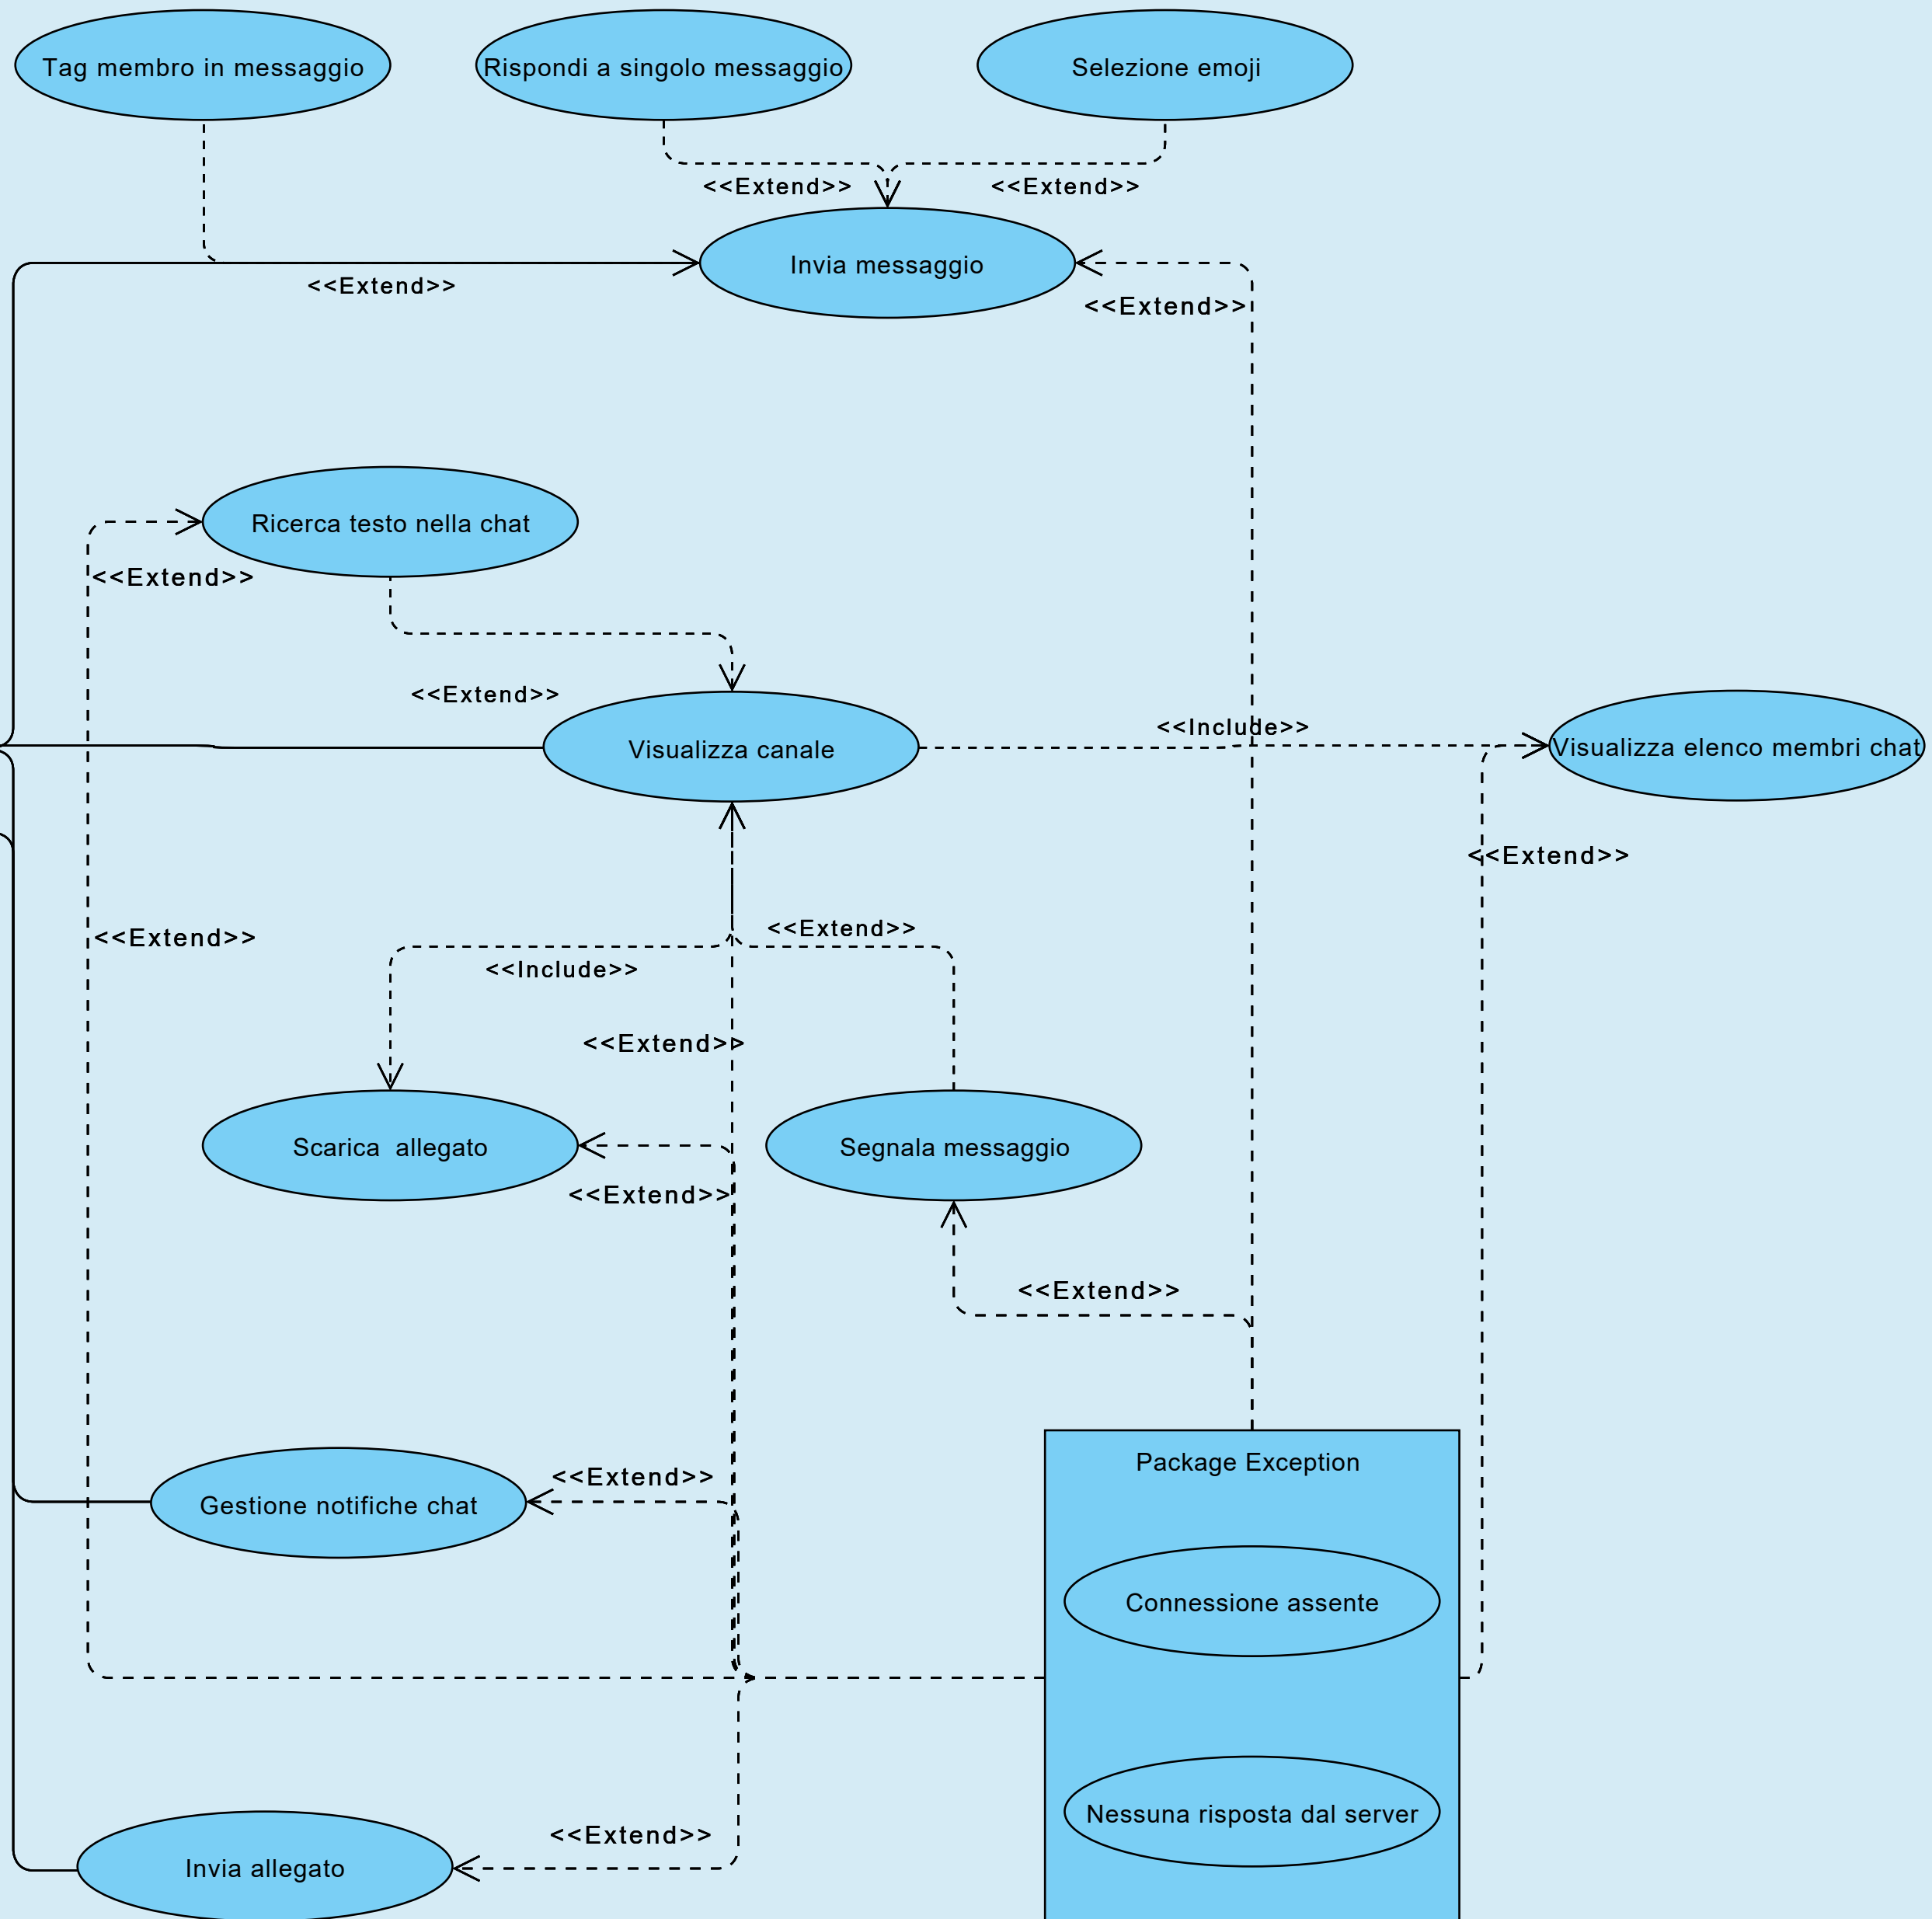 Tag membro in messaggio
Rispondi a singolo messaggio
Selezione emoji
<<Extend>>
<<Extend>>
Invia messaggio
<<Extend>>
<<Extend>>
Ricerca testo nella chat
<<Extend>>
<<Extend>>
<<Include>>
Visualizza canale
Visualizza elenco membri chat
<<Extend>>
<<Extend>>
<<Extend>>
<<Include>>
<<Extend>>
Scarica  allegato
Segnala messaggio
<<Extend>>
<<Extend>>
Package Exception
<<Extend>>
Gestione notifiche chat
Connessione assente
Nessuna risposta dal server
<<Extend>>
Invia allegato